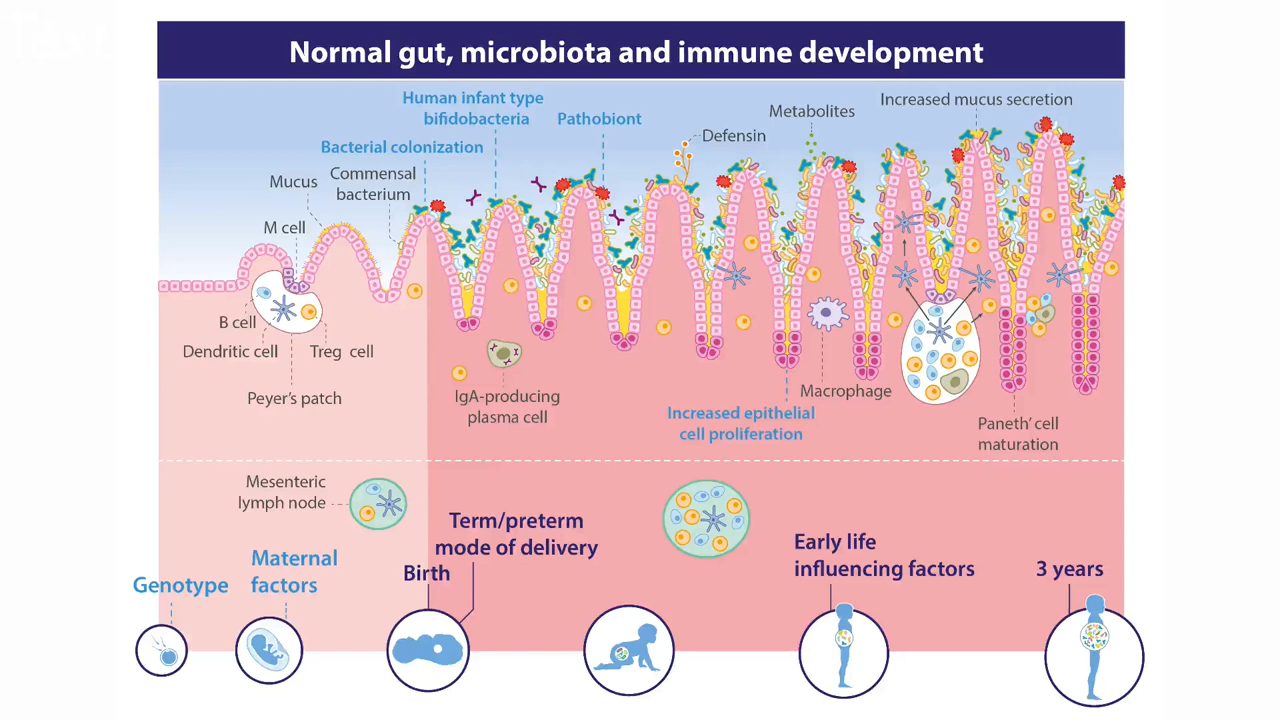 Normal gut, microbiota and immune development
Human infant type
bifidobacteria
Pathobiont
Bacterial colonization
Commensal
bacterium
Mucus
M cell
Defensin
Metabolites
Increased mucus secretion
B cell
Dendritic cell
Treg cell
Peyer's patch
IgA-producing
plasma cell
Increased epithelial
cell proliferation
Macrophage
Paneth' cell
maturation
Mesenteric
lymph node
Genotype
Maternal
factors
Birth
Term/preterm
mode of delivery
Early life
influencing factors
3 years